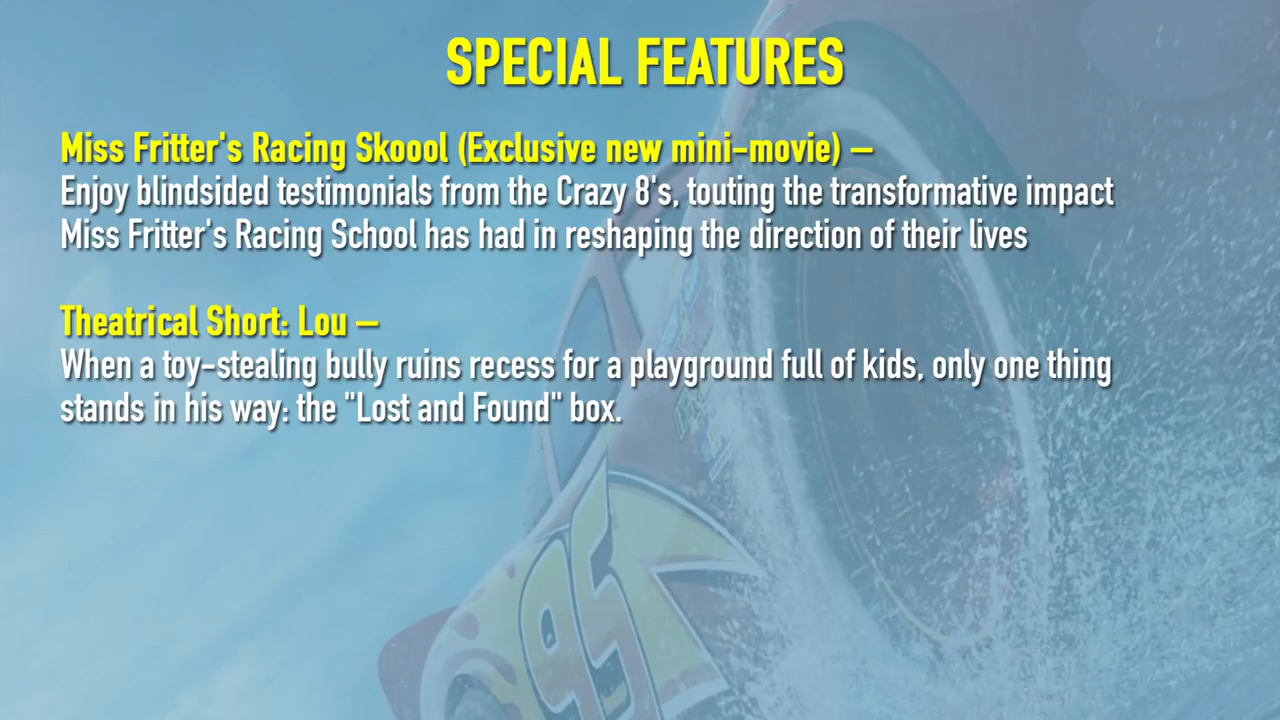 SPECIAL FEATURES
Miss Fritter's Racing Skoool (Exclusive new mini-movie) –
Enjoy blindsided testimonials from the Crazy 8's, touting the transformative impact
Miss Fritter's Racing School has had in reshaping the direction of their lives
Theatrical Short: Lou –
When a toy-stealing bully ruins recess for a playground full of kids, only one thing
stands in his way: the "Lost and Found" box.
95